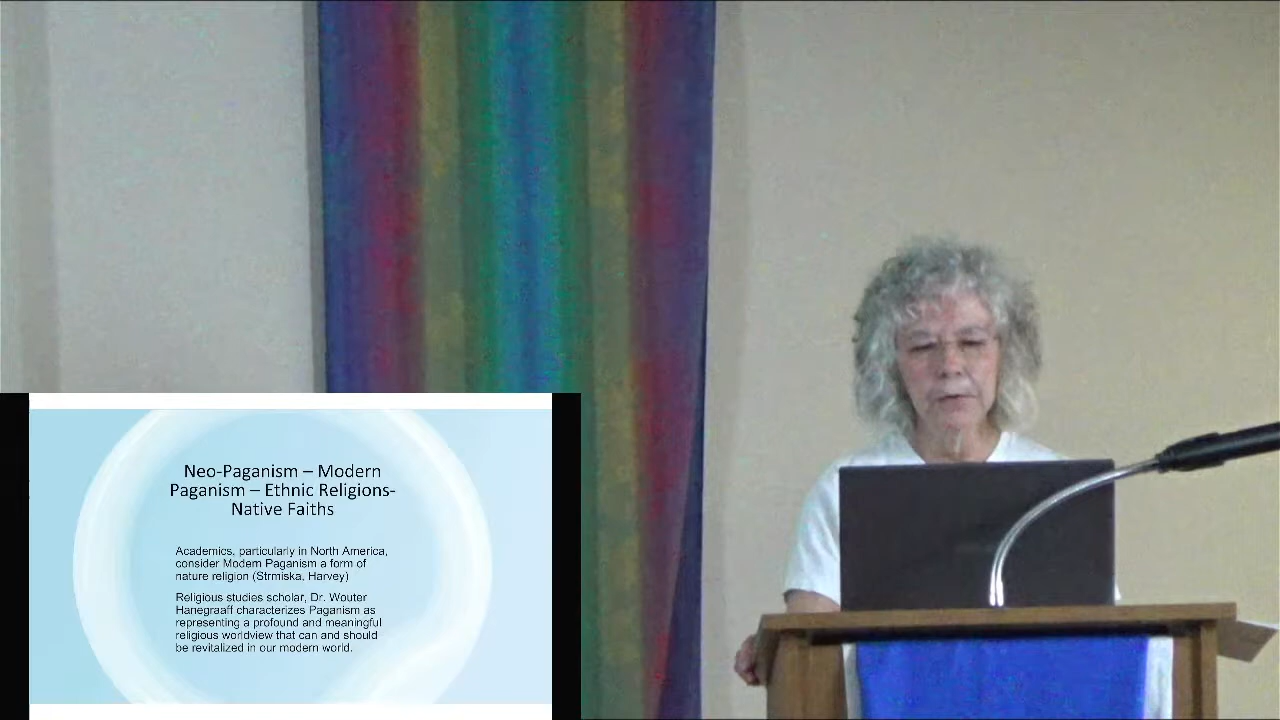 Neo-Paganism – Modern
Paganism – Ethnic Religions-
Native Faiths
Academics, particularly in North America,
consider Modern Paganism a form of
nature religion (Strmiska, Harvey)
Religious studies scholar, Dr. Wouter
Hanegraaff characterizes Paganism as
representing a profound and meaningful
religious worldview that can and should
be revitalized in our modern world.